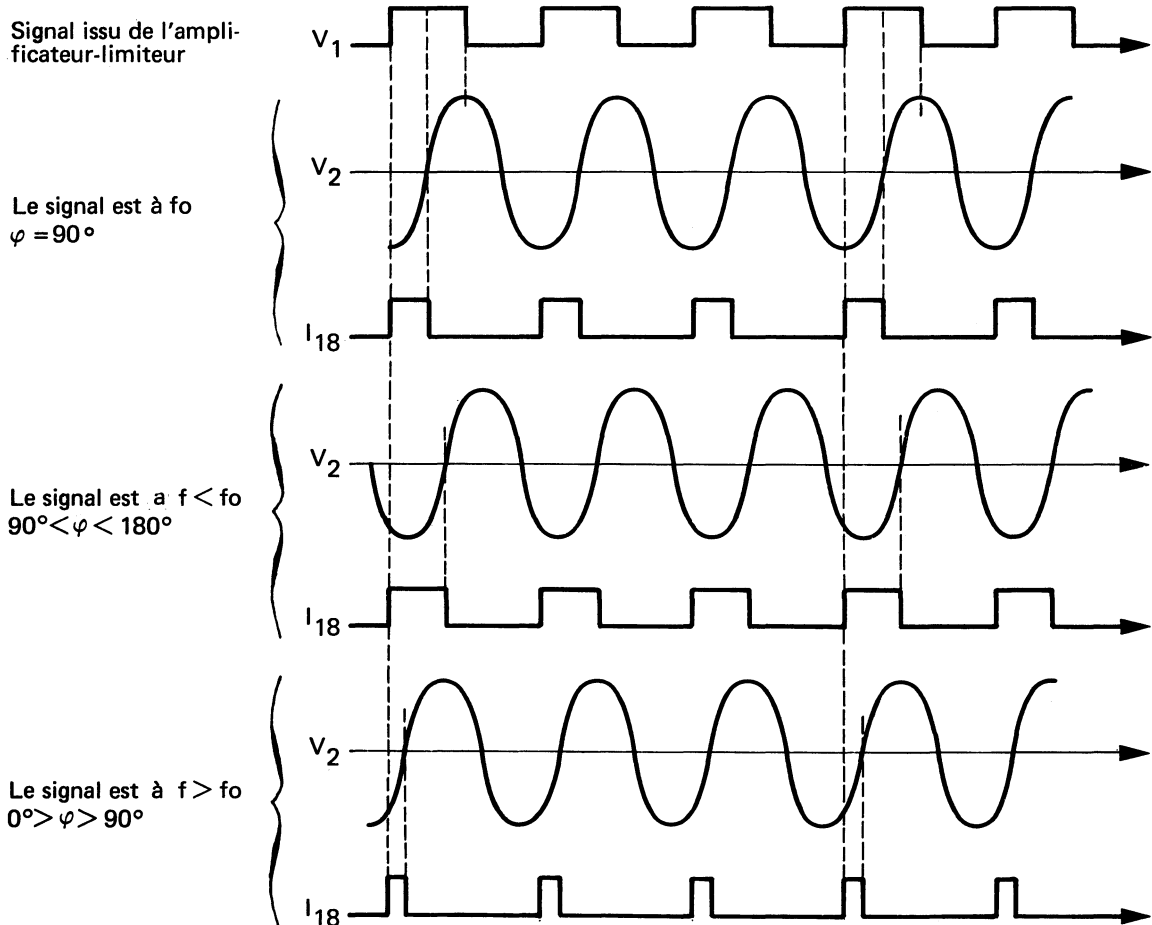 Signal issu de l'ampli-
ficateur-limiteur
V1
V2
Le signal est à fo
φ = 90°
I18
V2
Le signal est a f < fo
90° < φ < 180°
I18
V2
Le signal est à f > fo
0° > φ > 90°
I18